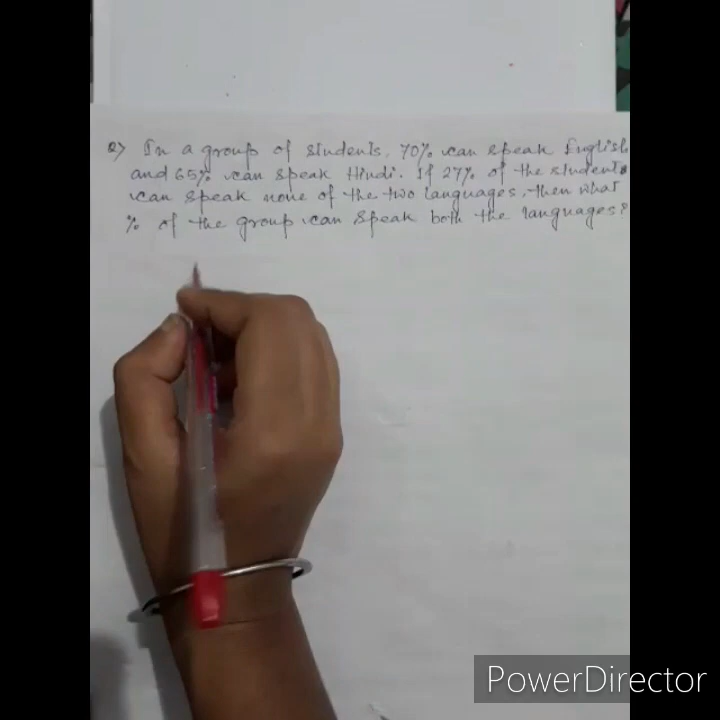 Q) In a group of students, 70% can speak English
and 65% can speak Hindi. If 27% of the students
can speak none of the two languages, then what
% of the group can speak both the languages?
PowerDirector